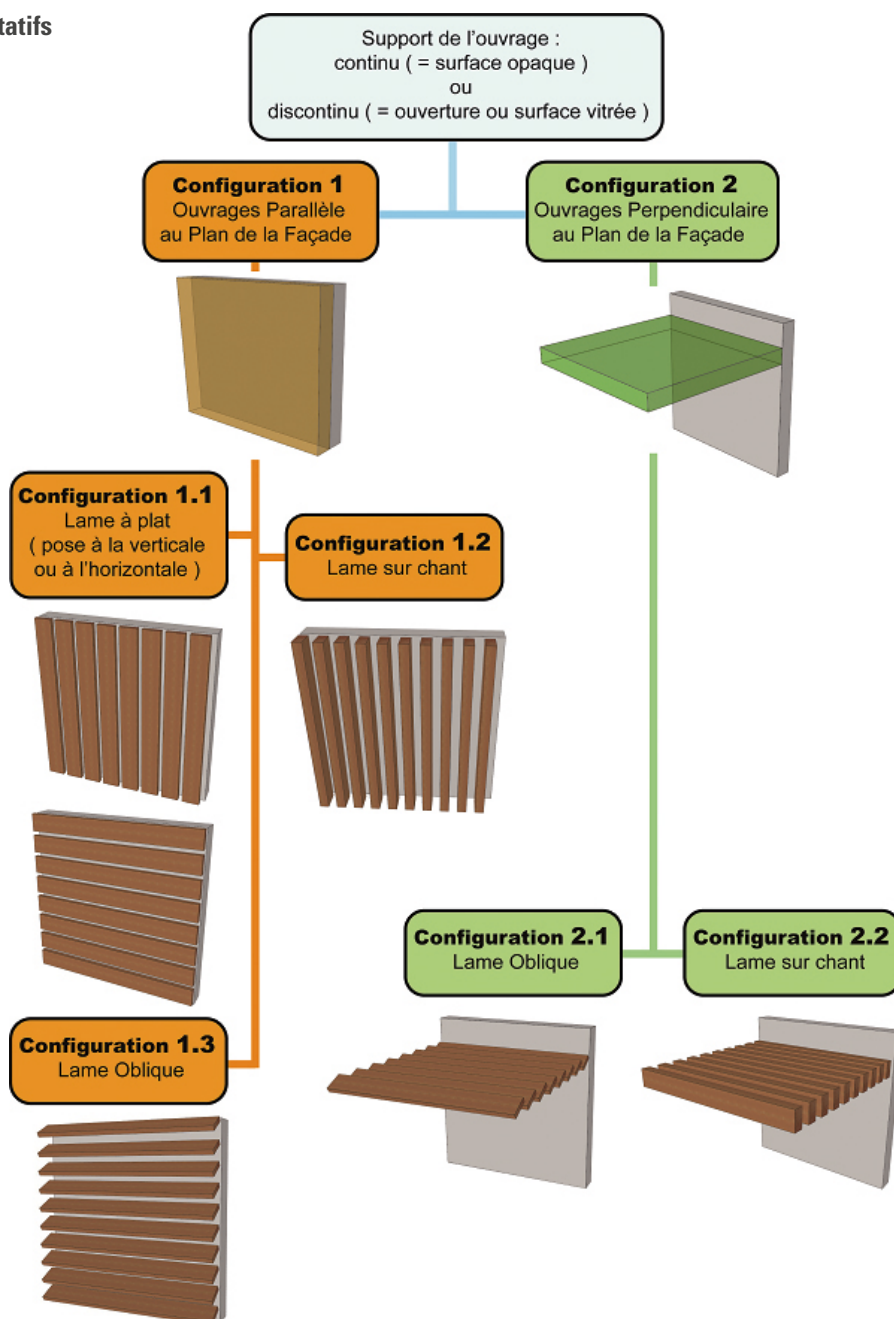 Support de l'ouvrage :
continu ( = surface opaque )
ou
discontinu ( = ouverture ou surface vitrée )
Configuration 1
Ouvrages Parallèle
au Plan de la Façade
Configuration 2
Ouvrages Perpendiculaire
au Plan de la Façade
Configuration 1.1
Lame à plat
( pose à la verticale
ou à l'horizontale )
Configuration 1.2
Lame sur chant
Configuration 2.1
Lame Oblique
Configuration 2.2
Lame sur chant
Configuration 1.3
Lame Oblique